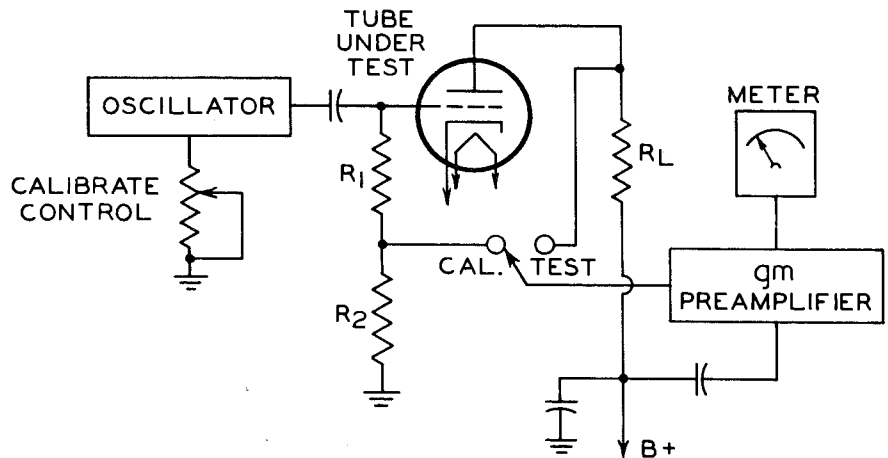 TUBE
UNDER
TEST
OSCILLATOR
METER
R1
RL
CALIBRATE
CONTROL
CAL.
TEST
gm
PREAMPLIFIER
R2
B+